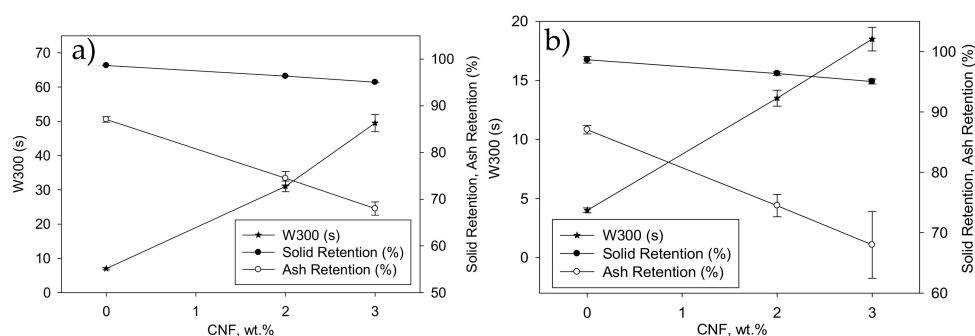 a)
70
60
50
40
30
20
10
0
W300 (s)
100
90
80
70
60
50
Solid Retention, Ash Retention (%)
W300 (s)
Solid Retention (%)
Ash Retention (%)
0 1 2 3
CNF, wt.%
b)
20
15
10
5
0
W300 (s)
100
90
80
70
60
Solid Retention, Ash Retention (%)
W300 (s)
Solid Retention (%)
Ash Retention (%)
0 1 2 3
CNF, wt.%